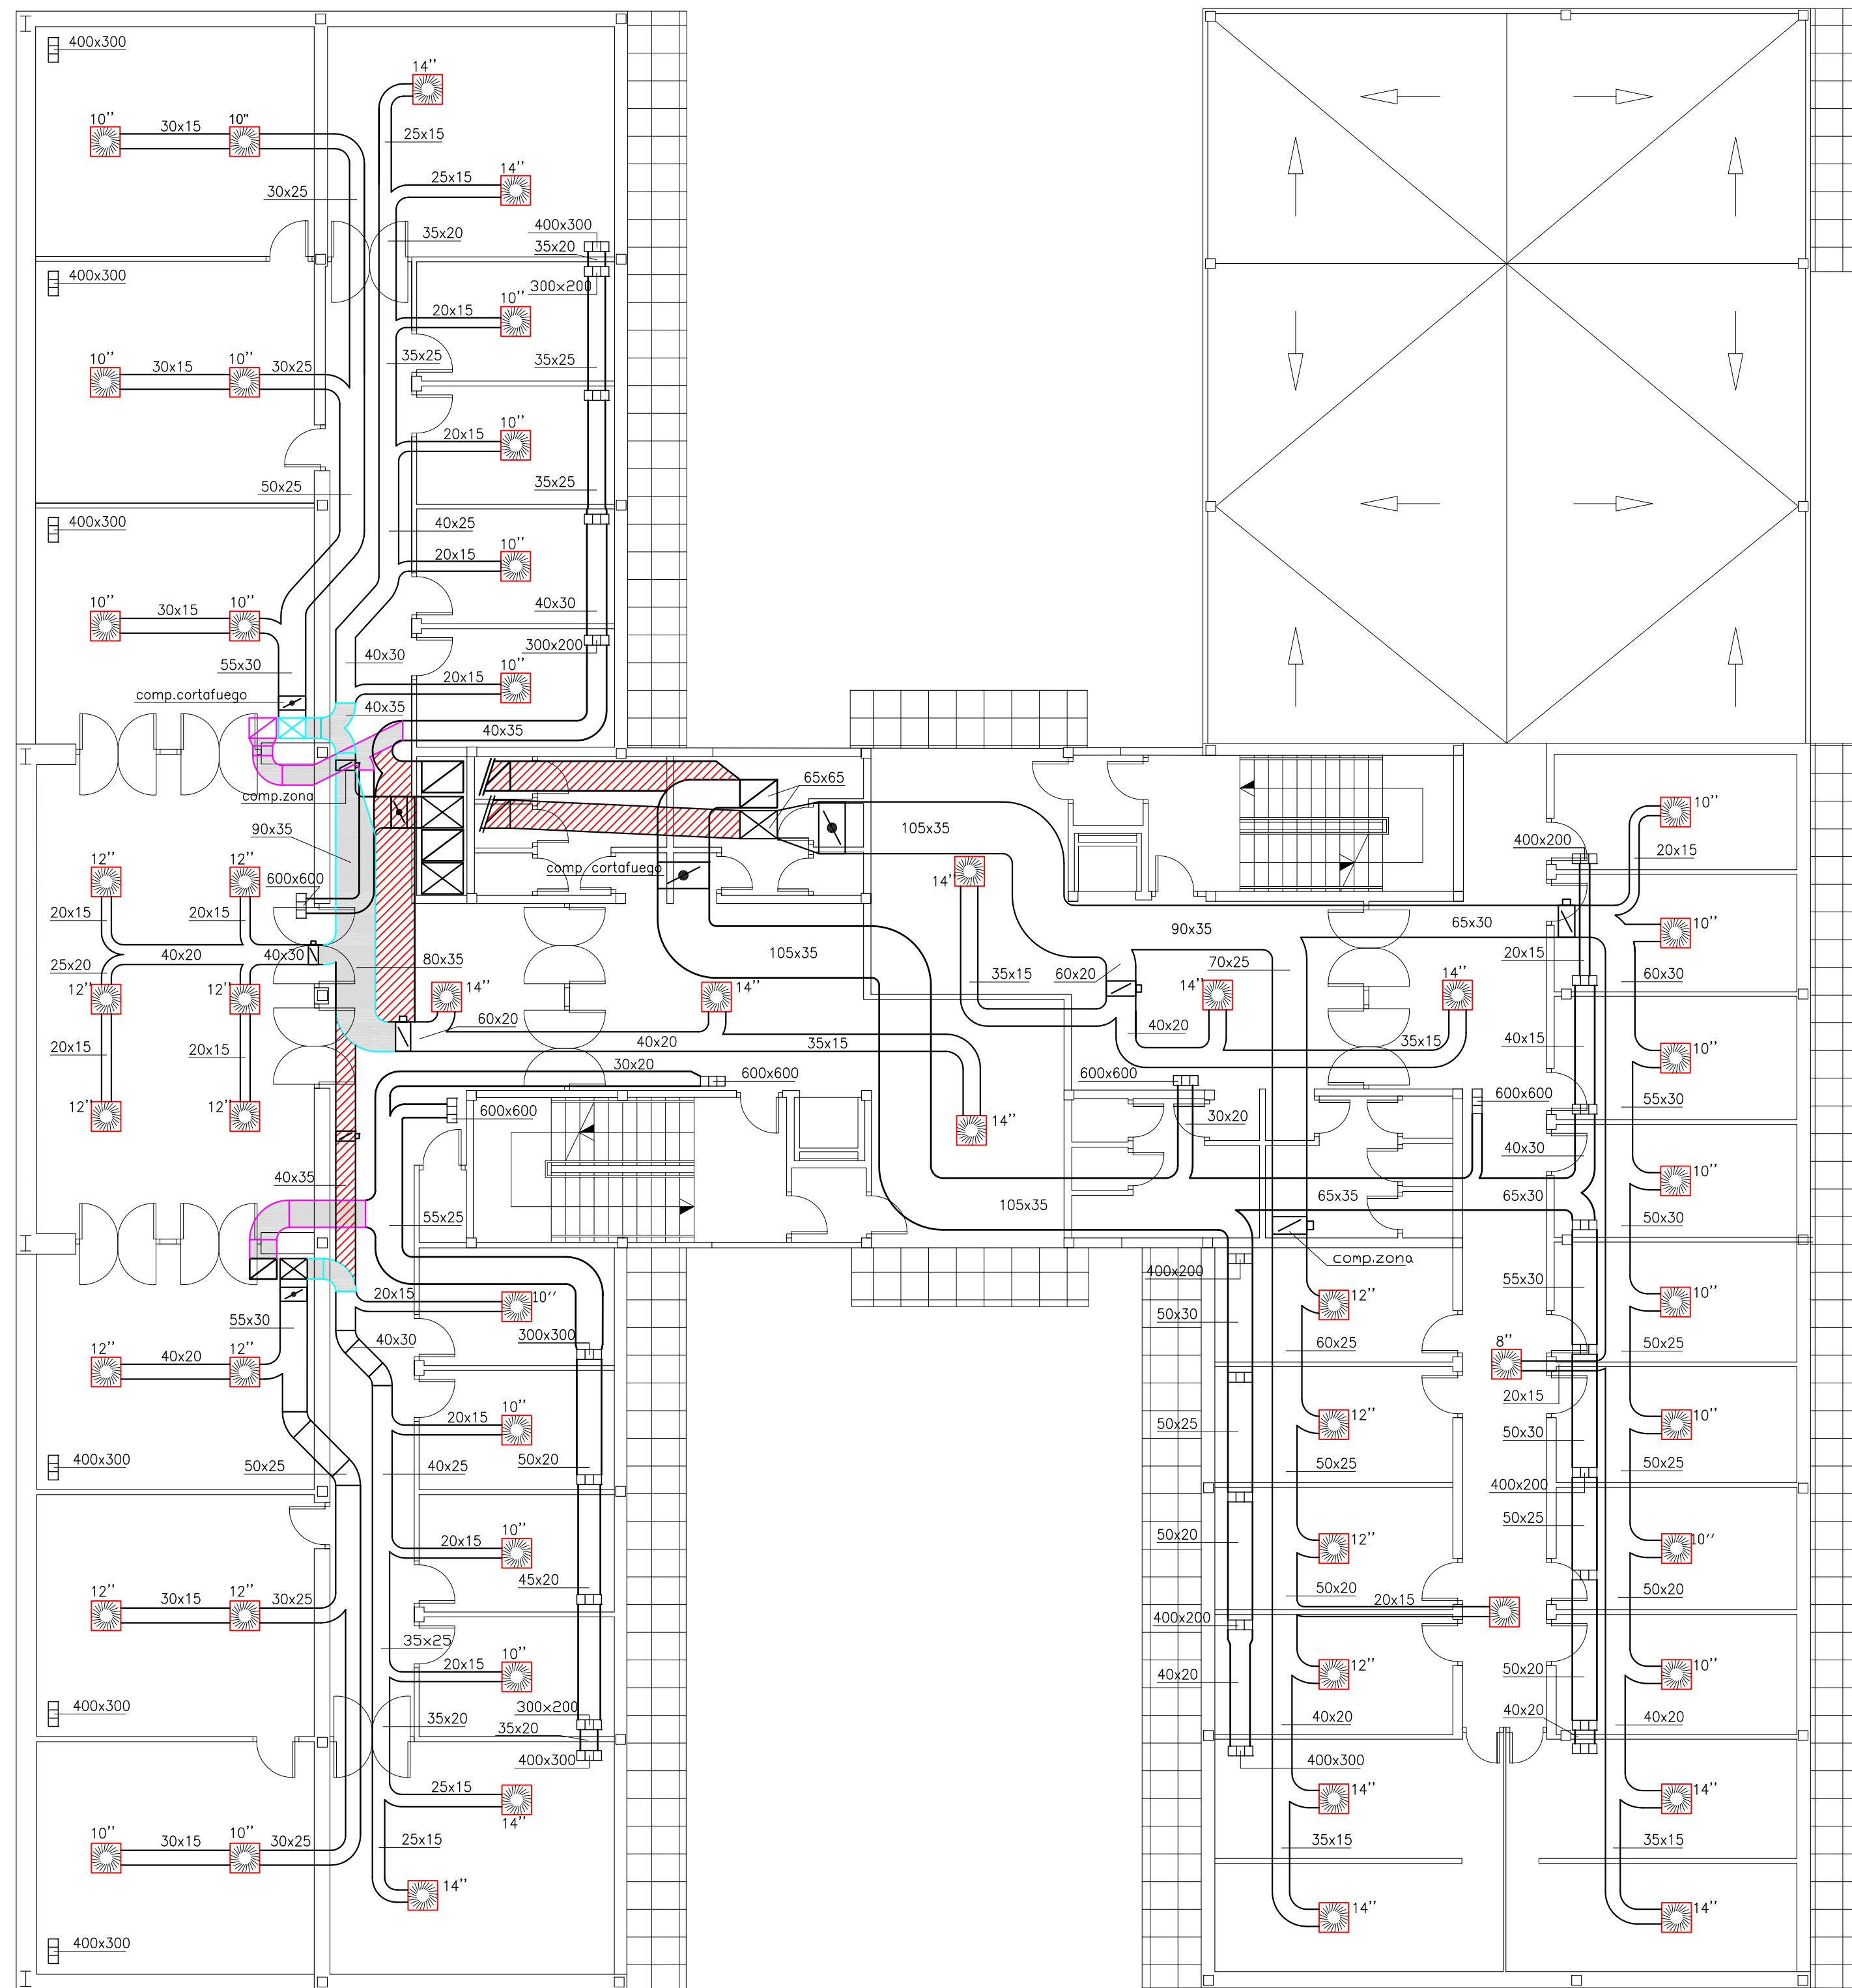 400x300
14''
10''
30x15
10"
25x15
30x25
25x15
14''
35x20
400x300
35x20
400x300
300x200
20x15
10''
10''
30x15
10''
30x25
35x25
35x25
20x15
10''
50x25
35x25
400x300
40x25
20x15
10''
10''
30x15
10''
40x30
55x30
40x30
300x200
20x15
10''
comp.cortafuego
40x35
40x35
comp.zona
65x65
90x35
105x35
10''
400x200
20x15
12''
12''
600x600
comp. cortafuego
14''
20x15
20x15
90x35
65x30
10''
40x20
40x30
25x20
80x35
105x35
35x15
60x20
70x25
20x15
60x30
12''
12''
14''
14''
14''
14''
60x20
40x20
40x15
10''
20x15
20x15
40x20
35x15
35x15
30x20
600x600
600x600
600x600
55x30
12''
12''
600x600
14''
30x20
40x30
10''
40x35
55x25
105x35
65x35
65x30
50x30
comp.zona
400x200
55x30
20x15
10''
12''
10''
55x30
50x30
40x30
300x300
60x25
8''
50x25
12''
40x20
12''
20x15
20x15
10''
12''
10''
50x25
50x30
400x300
50x25
40x25
50x20
50x25
50x25
400x200
20x15
10''
50x20
12''
50x25
10''
12''
30x15
12''
30x25
45x20
50x20
20x15
50x20
400x200
35x25
20x15
10''
40x20
12''
50x20
10''
400x300
35x20
300x200
35x20
40x20
40x20
40x20
400x300
400x300
25x15
14''
14''
14''
10''
30x15
10''
30x25
25x15
35x15
35x15
14''
14''
14''
400x300